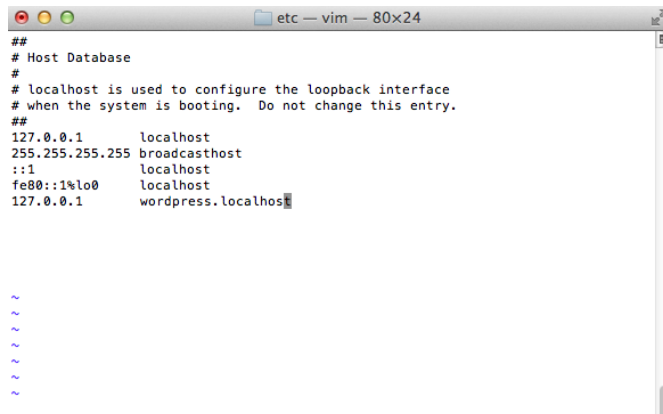 etc — vim — 80×24
##
# Host Database
#
# localhost is used to configure the loopback interface
# when the system is booting.  Do not change this entry.
##
127.0.0.1       localhost
255.255.255.255 broadcasthost
::1             localhost
fe80::1%lo0     localhost
127.0.0.1       wordpress.localhost
~
~
~
~
~
~
~